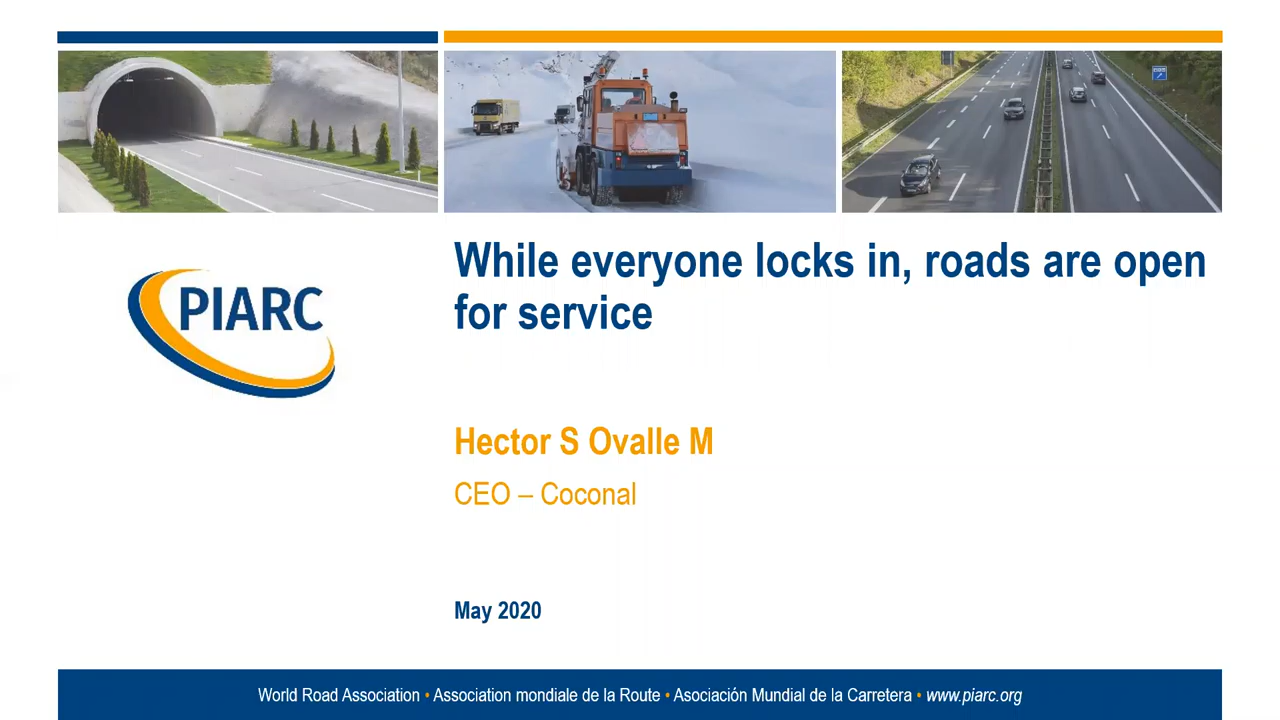 PIARC
While everyone locks in, roads are open
for service
Hector S Ovalle M
CEO – Coconal
May 2020
World Road Association • Association mondiale de la Route • Asociación Mundial de la Carretera • www.piarc.org